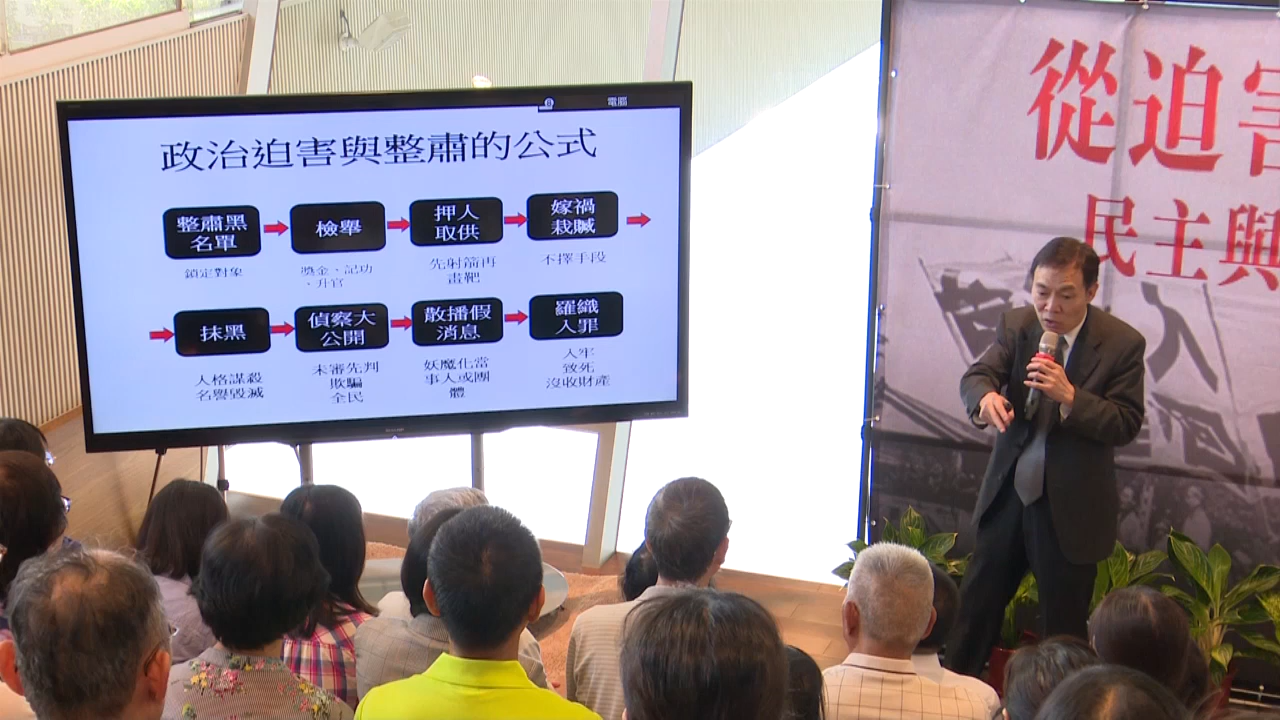 電腦
政治迫害與整肅的公式
整肅黑
名單
檢舉
押人
取供
嫁禍
栽贓
鎖定對象
獎金、記功
、升官
先射箭再
畫靶
不擇手段
抹黑
偵察大
公開
散播假
消息
羅織
入罪
人格謀殺
名譽毀滅
未審先判
欺騙
全民
妖魔化當
事人或團
體
入牢
致死
沒收財產
從迫害
民主與